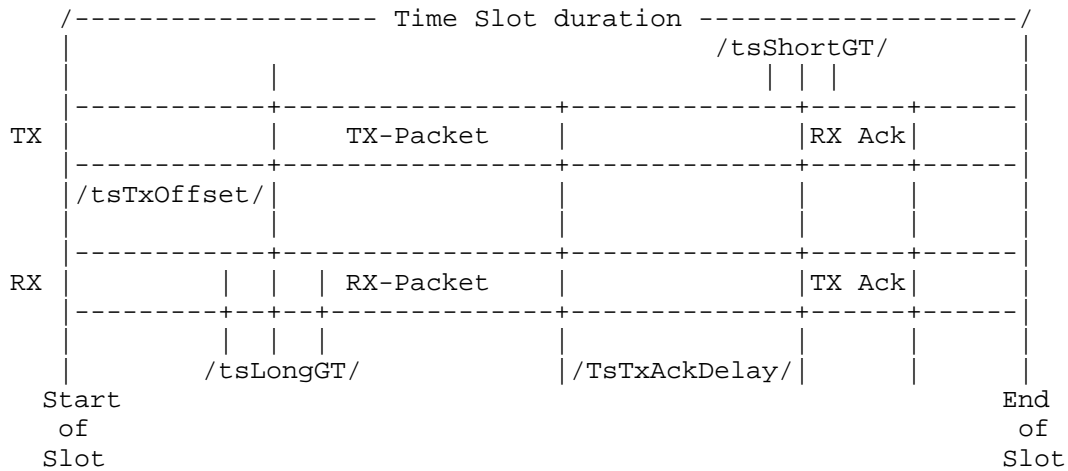 /------------------- Time Slot duration --------------------/
/tsShortGT/
TX TX-Packet RX Ack
/tsTxOffset/
RX RX-Packet TX Ack
/tsLongGT/ /TsTxAckDelay/
Start End
of of
Slot Slot